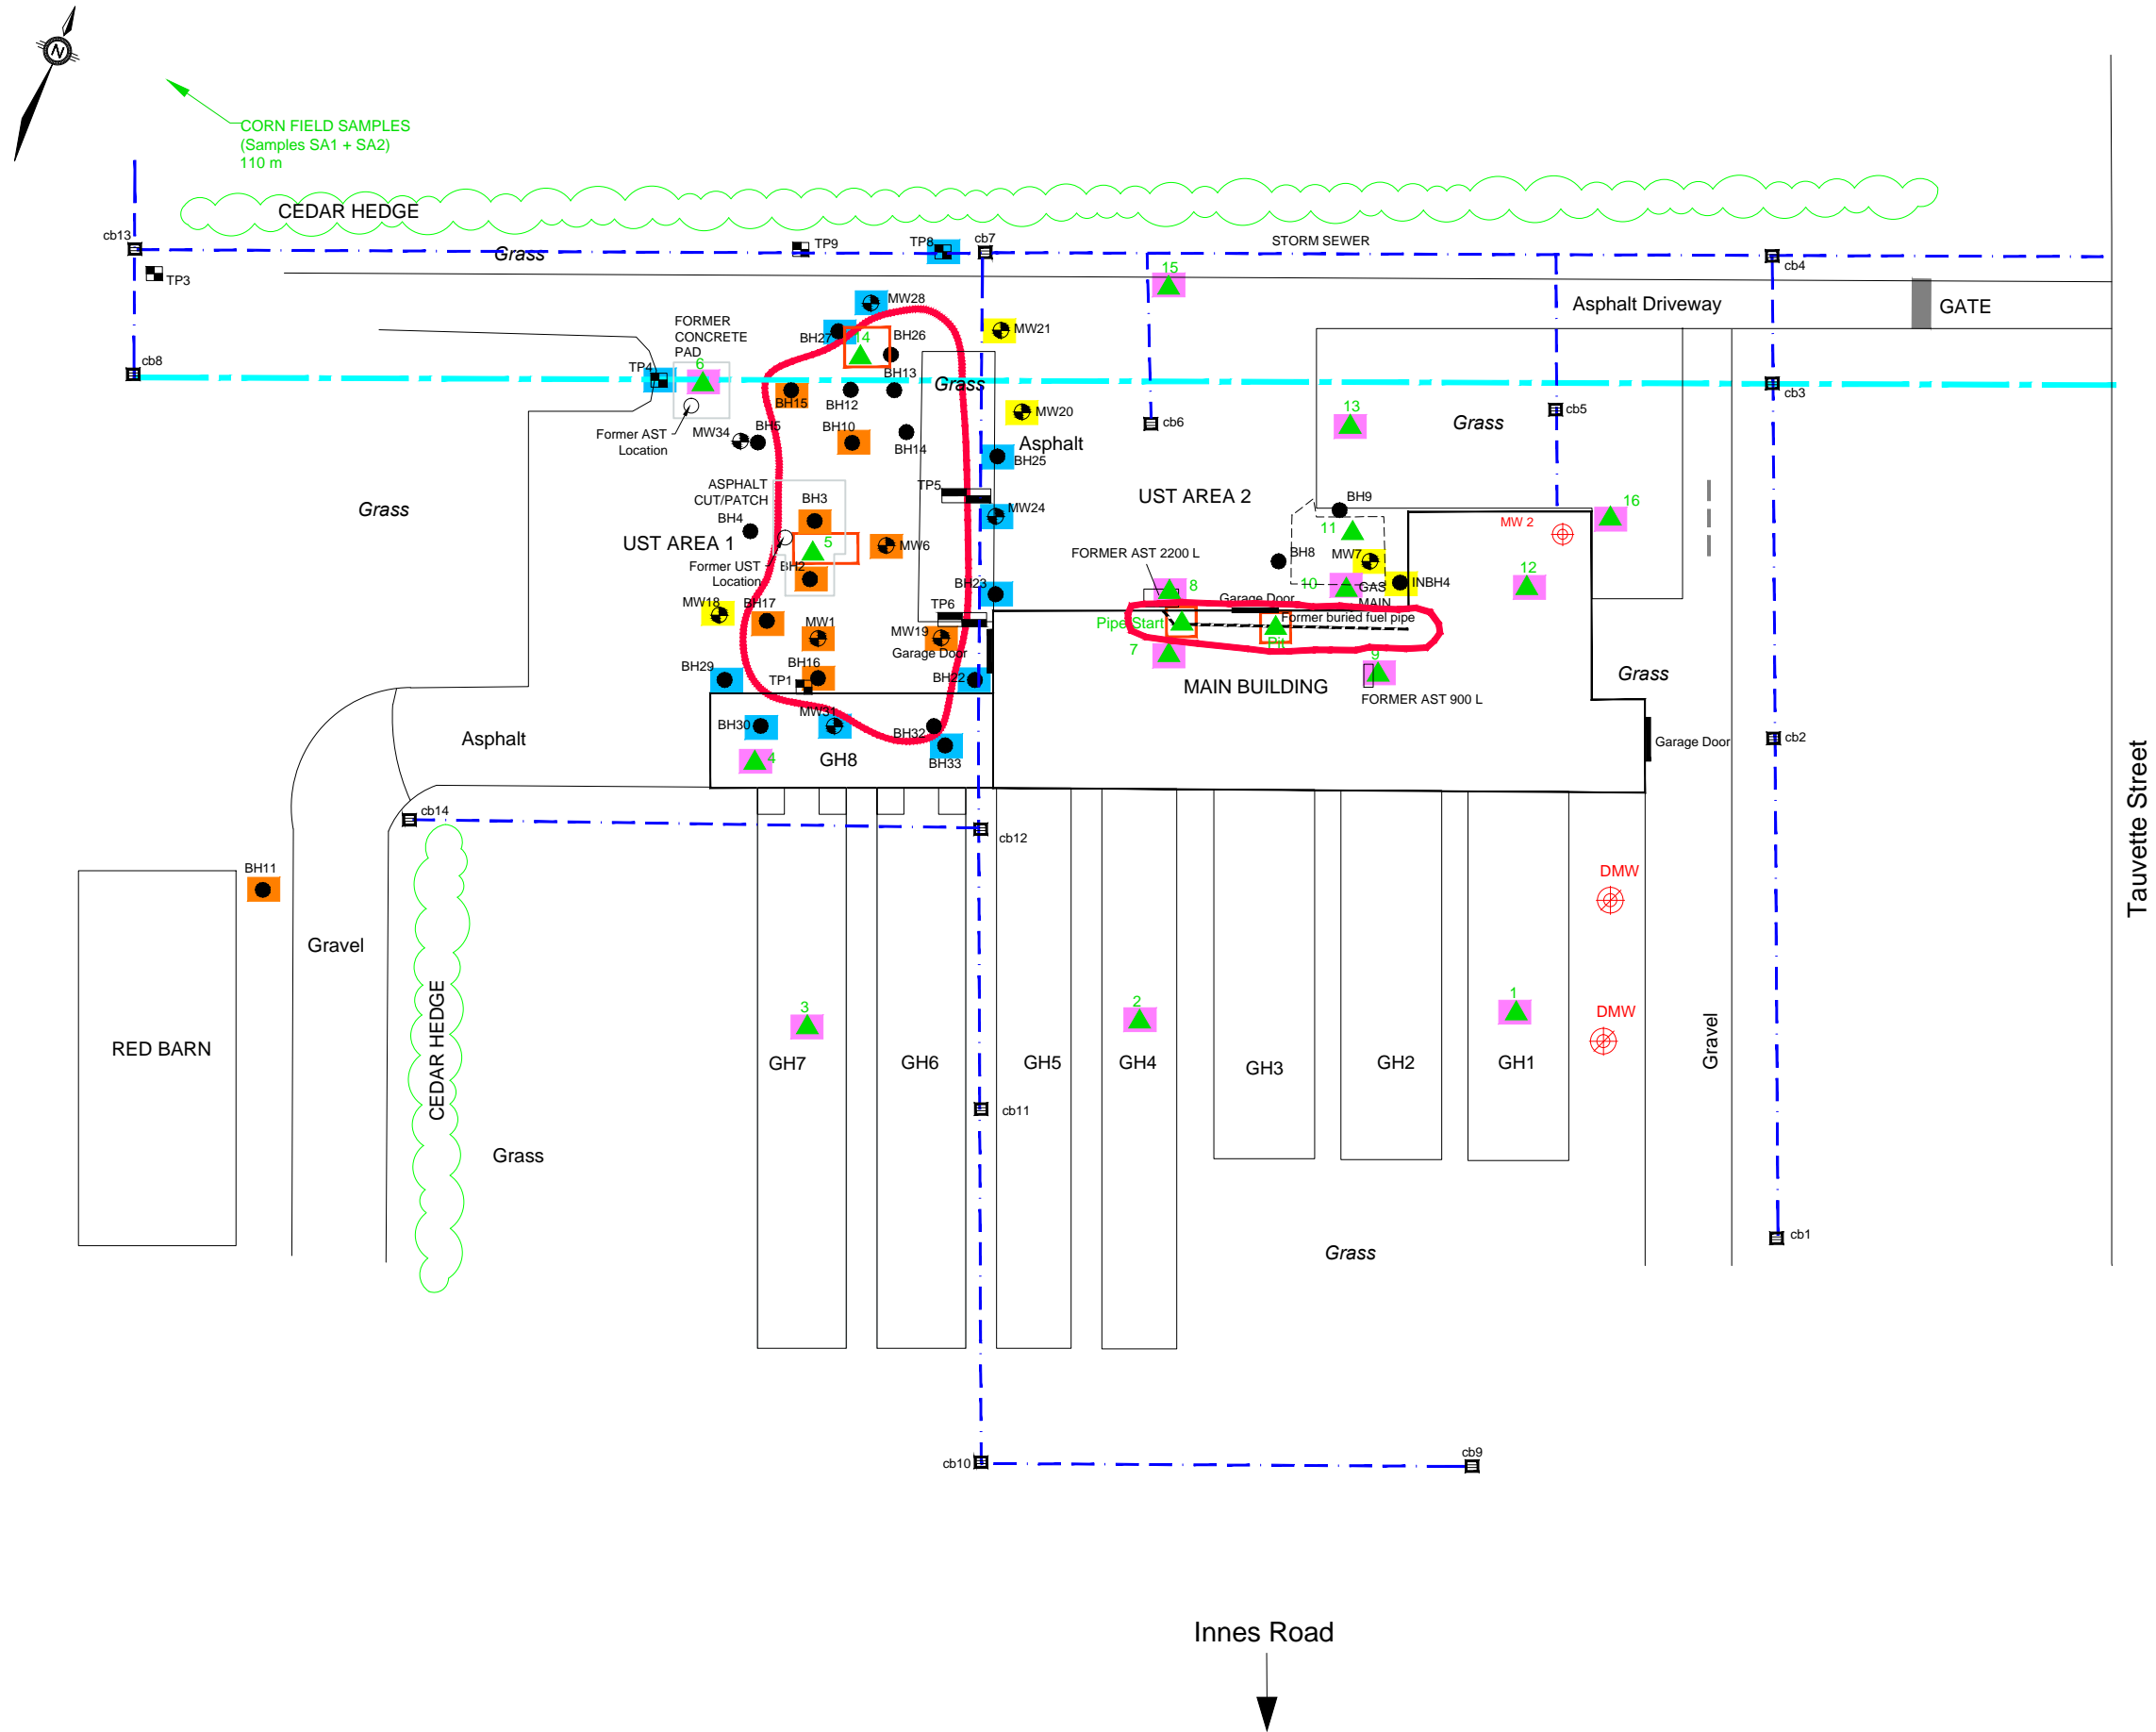 N
CORN FIELD SAMPLES
(Samples SA1 + SA2)
110 m
CEDAR HEDGE
cb13
Grass
TP9
TP8
cb7
STORM SEWER
cb4
TP3
15
Asphalt Driveway
GATE
MW28
FORMER
CONCRETE
PAD
BH27
14
BH26
MW21
cb8
TP4
6
BH15
BH12
BH13
Grass
cb3
Former AST
Location
MW34
BH5
BH10
BH14
MW20
Asphalt
BH25
cb6
13
Grass
cb5
ASPHALT
CUT/PATCH
BH3
TP5
MW24
UST AREA 2
BH9
16
Grass
BH4
UST AREA 1
5
MW6
11
MW 2
Former UST
Location
BH2
FORMER AST 2200 L
BH8
MW7
8
10
INBH4
12
GAS
MAIN
BH23
MW18
BH17
MW1
TP6
MW19
Garage Door
Garage Door
Former buried fuel pipe
Pipe Start
Pit
7
9
BH29
BH16
TP1
BH22
MAIN BUILDING
FORMER AST 900 L
Grass
BH30
MW31
BH32
BH33
4
GH8
Asphalt
Garage Door
cb2
Tauvette Street
cb14
cb12
BH11
DMW
Gravel
CEDAR HEDGE
RED BARN
3
2
1
DMW
GH7
GH6
GH5
GH4
GH3
GH2
GH1
Gravel
cb11
Grass
Grass
cb1
cb10
cb9
Innes Road